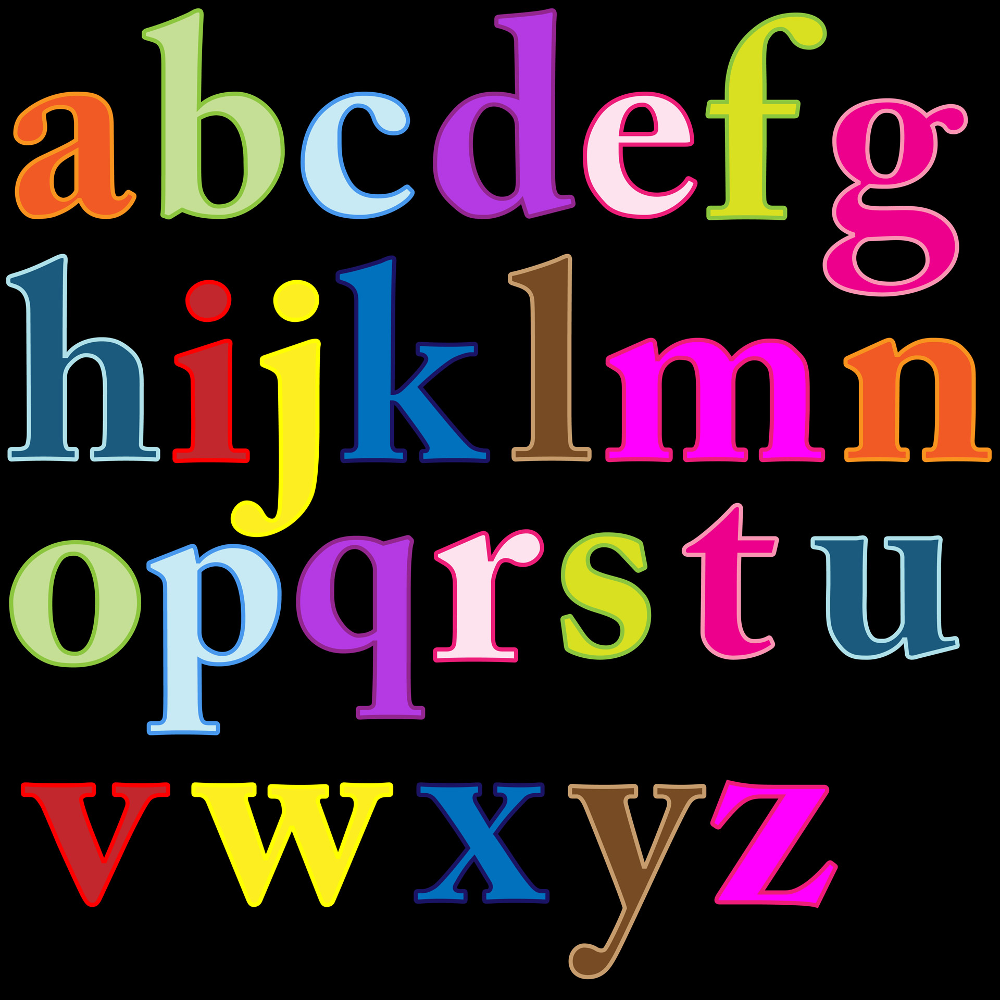 abcdefg
hijklmn
opqrstu
vwxyz